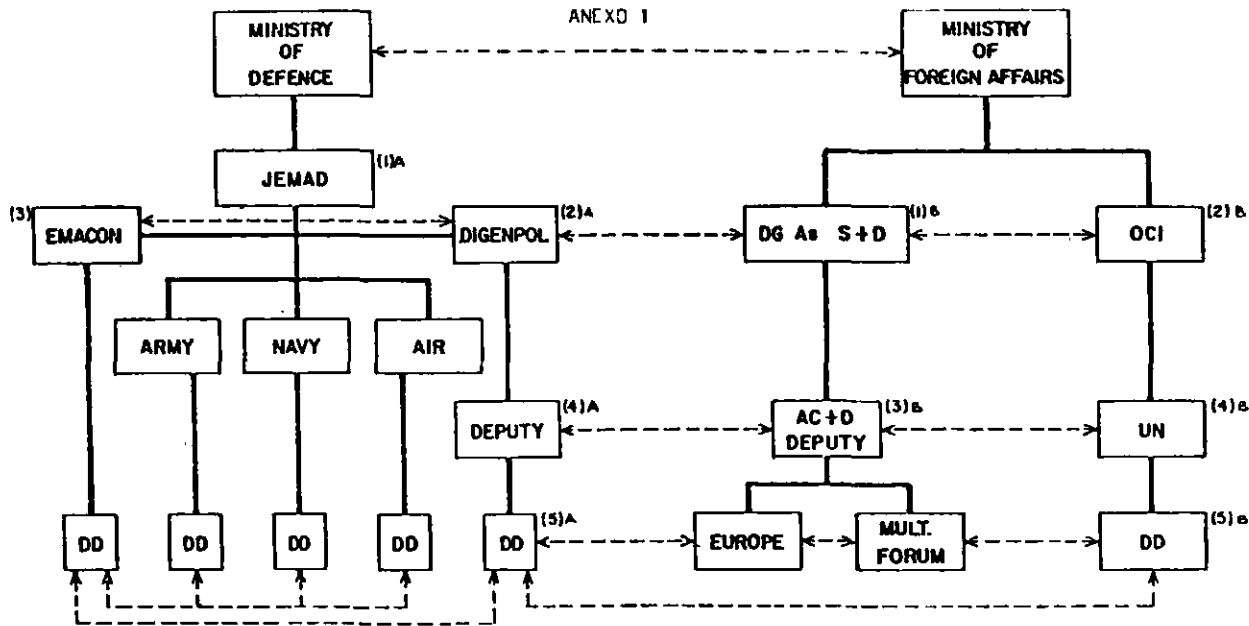 ANEXO 1
MINISTRY
OF
DEFENCE
MINISTRY
OF
FOREIGN AFFAIRS
JEMAD
(1)A
(3)
EMACON
DIGENPOL
(2)A
DG As S+D
(1)B
OCI
(2)B
ARMY
NAVY
AIR
DEPUTY
(4)A
AC+D
DEPUTY
(3)B
UN
(4)B
DD
DD
DD
DD
DD
(5)A
EUROPE
MULT.
FORUM
DD
(5)B